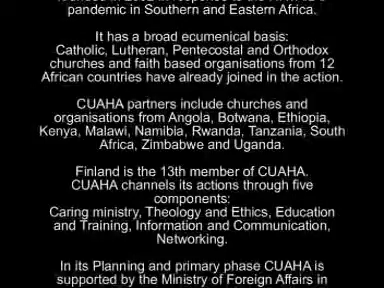 pandemic in Southern and Eastern Africa.
It has a broad ecumenical basis:
Catholic, Lutheran, Pentecostal and Orthodox
churches and faith based organisations from 12
African countries have already joined in the action.
CUAHA partners include churches and
organisations from Angola, Botwana, Ethiopia,
Kenya, Malawi, Namibia, Rwanda, Tanzania, South
Africa, Zimbabwe and Uganda.
Finland is the 13th member of CUAHA.
CUAHA channels its actions through five
components:
Caring ministry, Theology and Ethics, Education
and Training, Information and Communication,
Networking.
In its Planning and primary phase CUAHA is
supported by the Ministry of Foreign Affairs in